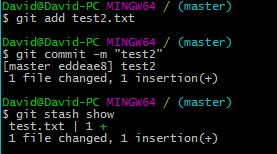 David@David-PC MINGW64 / (master)
$ git add test2.txt
David@David-PC MINGW64 / (master)
$ git commit -m "test2"
[master eddeae8] test2
1 file changed, 1 insertion(+)
David@David-PC MINGW64 / (master)
$ git stash show
test.txt | 1 +
1 file changed, 1 insertion(+)